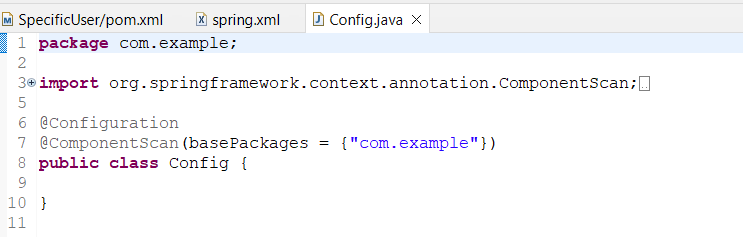 SpecificUser/pom.xml spring.xml Config.java
1 package com.example;
2
3 import org.springframework.context.annotation.ComponentScan;
5
6 @Configuration
7 @ComponentScan(basePackages = {"com.example"})
8 public class Config {
9
10 }
11